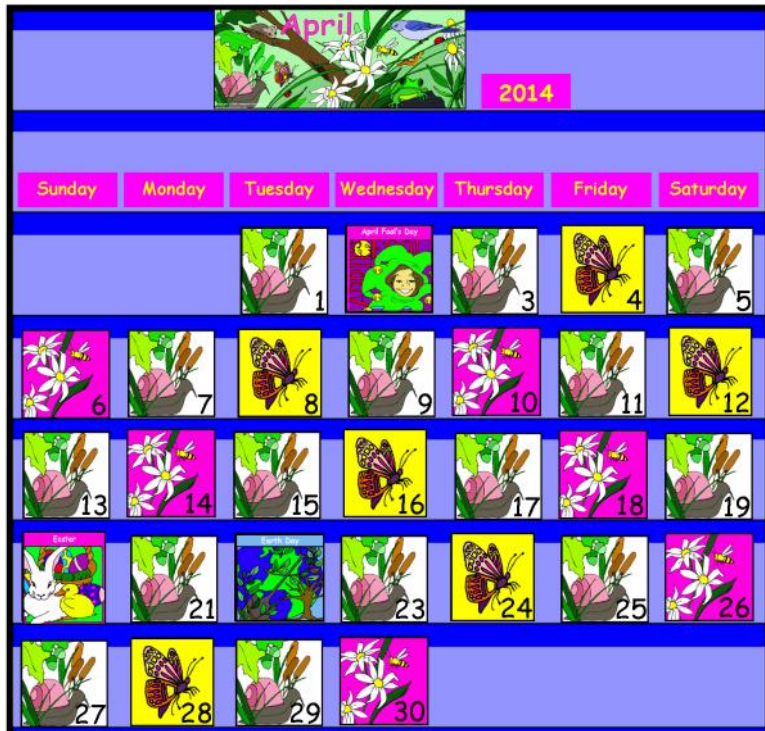 April
2014
Sunday Monday Tuesday Wednesday Thursday Friday Saturday
April Fool's Day
1 3 4 5
6 7 8 9 10 11 12
13 14 15 16 17 18 19
Easter Earth Day
21 23 24 25 26
27 28 29 30